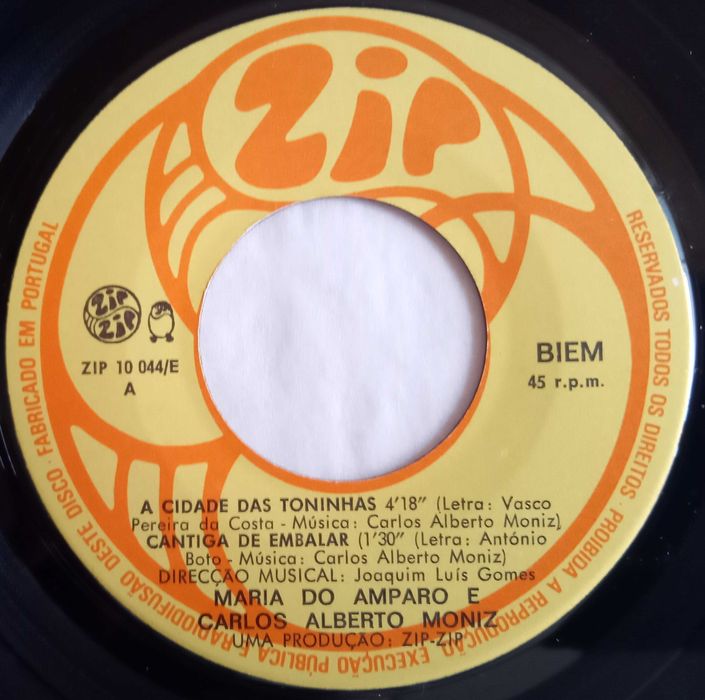 ZIP
ZIP
ZIP
ZIP 10 044/E
A
BIEM
45 r.p.m.
A CIDADE DAS TONINHAS 4'18" (Letra: Vasco
Pereira da Costa - Música: Carlos Alberto Moniz)
CANTIGA DE EMBALAR (1'30" (Letra: António
Boto - Música: Carlos Alberto Moniz)
DIRECÇÃO MUSICAL: Joaquim Luís Gomes
MARIA DO AMPARO E
CARLOS ALBERTO MONIZ
UMA PRODUÇÃO: ZIP-ZIP
RESERVADOS TODOS OS DIREITOS · PROIBIDA A REPRODUÇÃO, EXECUÇÃO PÚBLICA E RADIODIFUSÃO DESTE DISCO · FABRICADO EM PORTUGAL